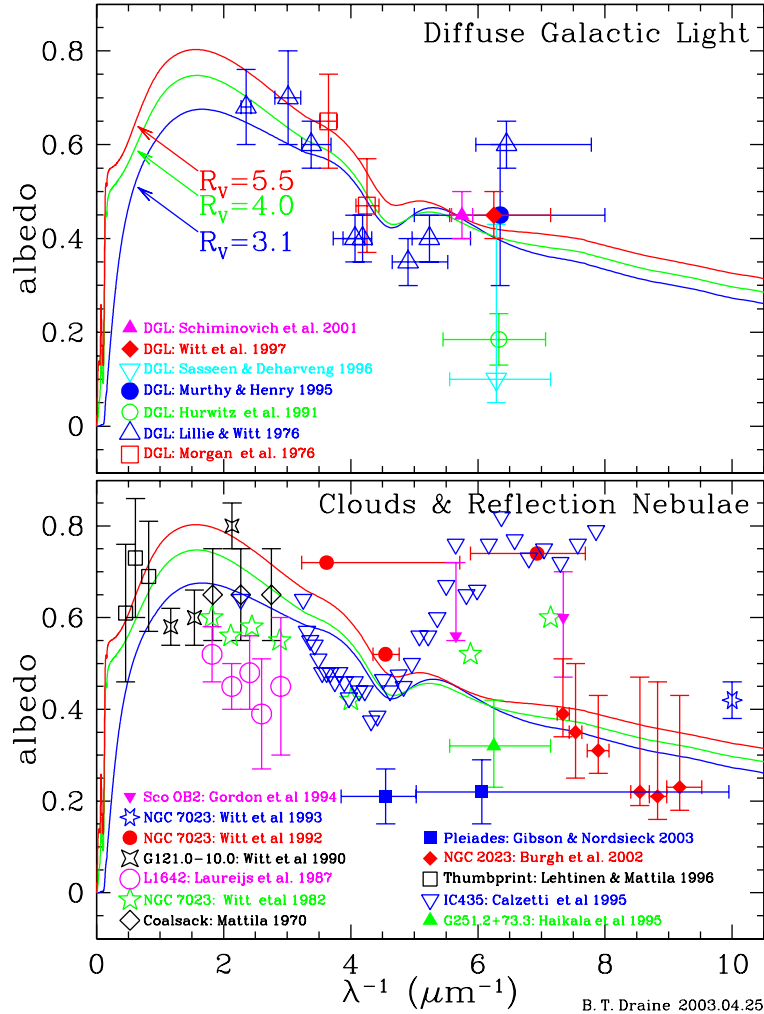 Diffuse Galactic Light
0.8
0.6
0.4
0.2
0
albedo
R_V=5.5
R_V=4.0
R_V=3.1
DGL: Schiminovich et al. 2001
DGL: Witt et al. 1997
DGL: Sasseen & Deharveng 1996
DGL: Murthy & Henry 1995
DGL: Hurwitz et al. 1991
DGL: Lillie & Witt 1976
DGL: Morgan et al. 1976
Clouds & Reflection Nebulae
0.8
0.6
0.4
0.2
0
albedo
Sco OB2: Gordon et al 1994
NGC 7023: Witt et al 1993
NGC 7023: Witt et al 1992
G121.0-10.0: Witt et al 1990
L1642: Laureijs et al. 1987
NGC 7023: Witt etal 1982
Coalsack: Mattila 1970
Pleiades: Gibson & Nordsieck 2003
NGC 2023: Burgh et al. 2002
Thumbprint: Lehtinen & Mattila 1996
IC435: Calzetti et al 1995
G251.2+73.3: Haikala et al 1995
0 2 4 6 8 10
λ⁻¹ (μm⁻¹)
B. T. Draine 2003.04.25